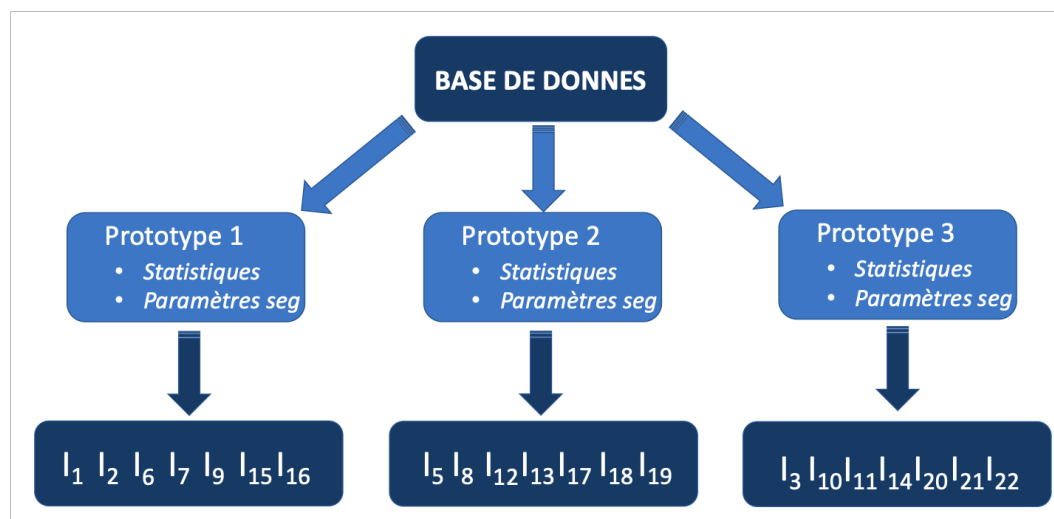 BASE DE DONNES
Prototype 1
• Statistiques
• Paramètres seg
Prototype 2
• Statistiques
• Paramètres seg
Prototype 3
• Statistiques
• Paramètres seg
I₁ I₂ I₆ I₇ I₉ I₁₅ I₁₆
I₅ I₈ I₁₂ I₁₃ I₁₇ I₁₈ I₁₉
I₃ I₁₀ I₁₁ I₁₄ I₂₀ I₂₁ I₂₂